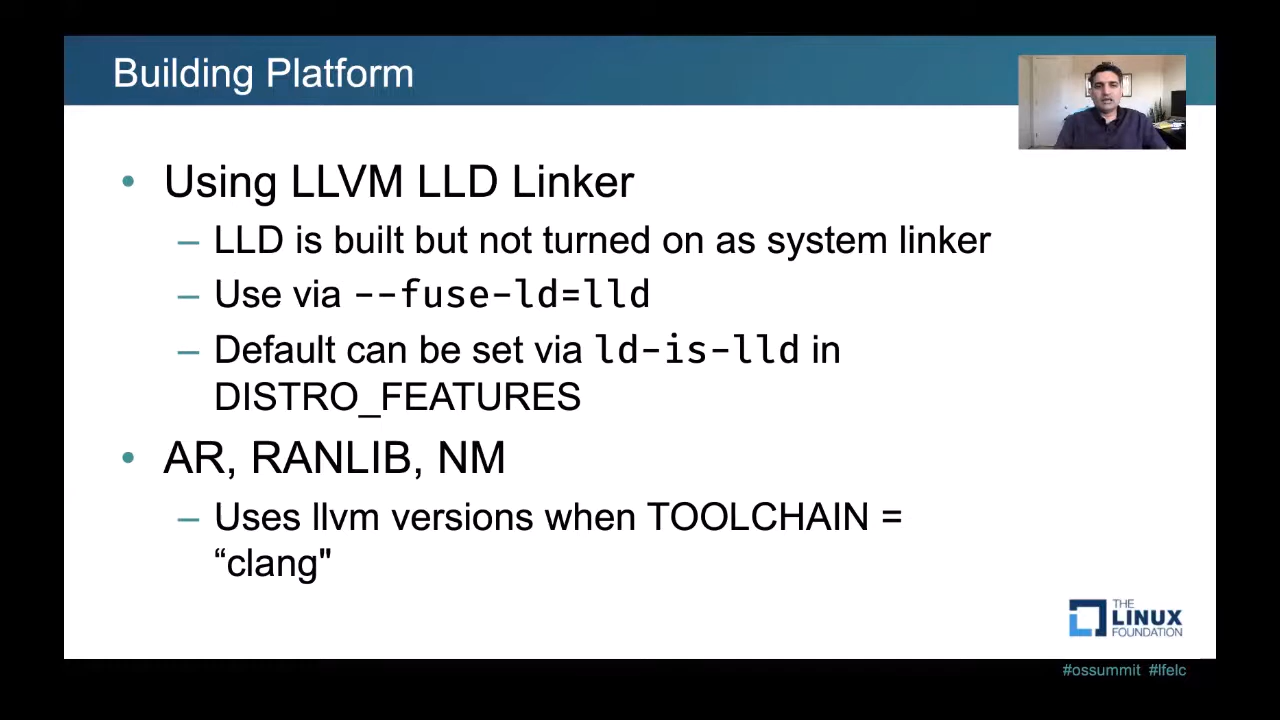 Building Platform
• Using LLVM LLD Linker
– LLD is built but not turned on as system linker
– Use via --fuse-ld=lld
– Default can be set via ld-is-lld in
DISTRO_FEATURES
• AR, RANLIB, NM
– Uses llvm versions when TOOLCHAIN =
“clang"
THE
LINUX
FOUNDATION
#ossummit #lfelc